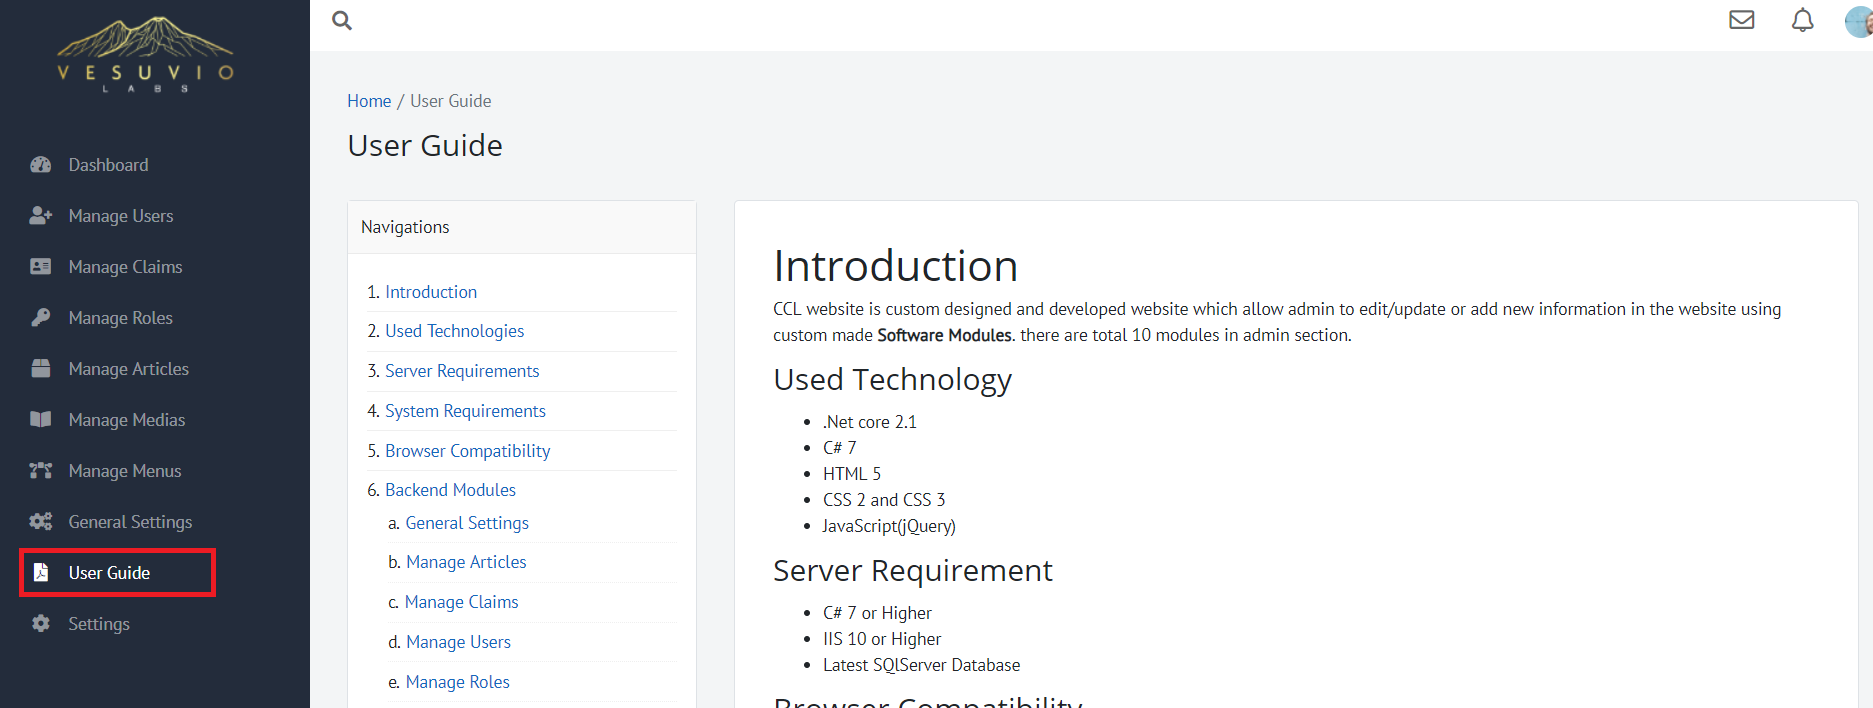 VESUVIO
LABS
Dashboard
Manage Users
Manage Claims
Manage Roles
Manage Articles
Manage Medias
Manage Menus
General Settings
User Guide
Settings
Home / User Guide
User Guide
Navigations
1. Introduction
2. Used Technologies
3. Server Requirements
4. System Requirements
5. Browser Compatibility
6. Backend Modules
a. General Settings
b. Manage Articles
c. Manage Claims
d. Manage Users
e. Manage Roles
Introduction
CCL website is custom designed and developed website which allow admin to edit/update or add new information in the website using
custom made Software Modules. there are total 10 modules in admin section.
Used Technology
• .Net core 2.1
• C# 7
• HTML 5
• CSS 2 and CSS 3
• JavaScript(jQuery)
Server Requirement
• C# 7 or Higher
• IIS 10 or Higher
• Latest SQlServer Database
Browser Compatibility